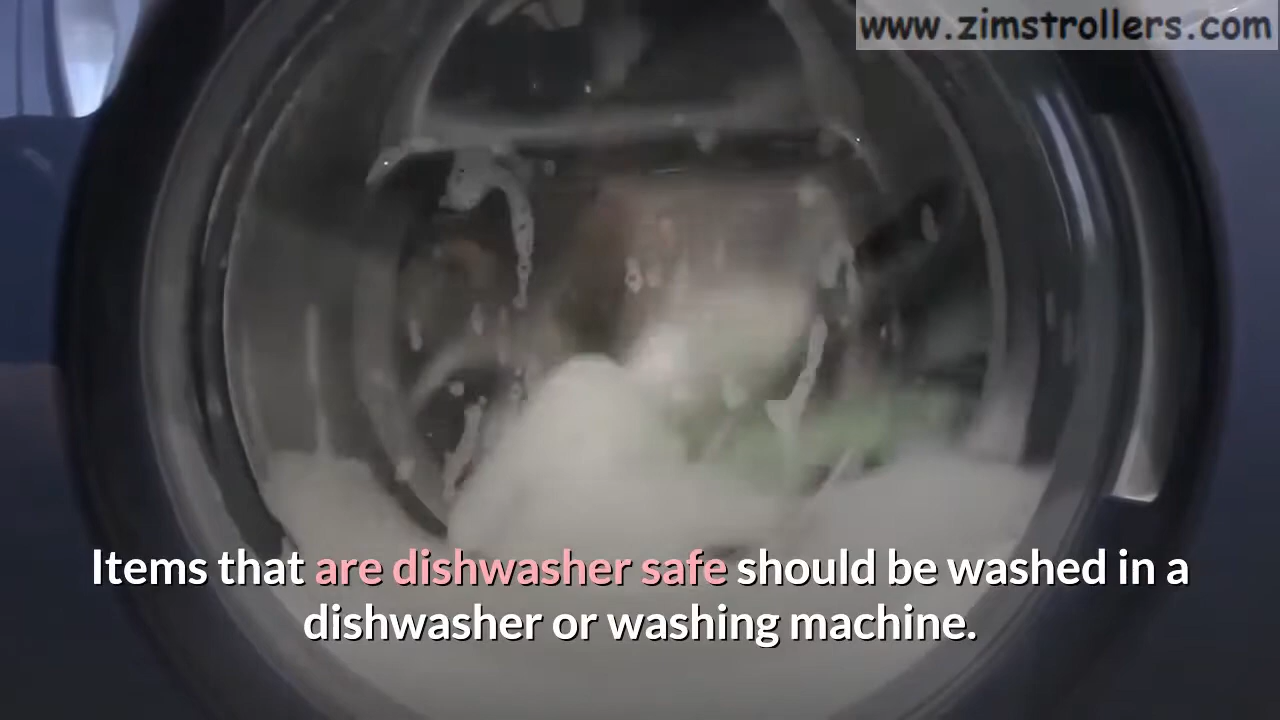 www.zimstrollers.com
Items that are dishwasher safe should be washed in a
dishwasher or washing machine.